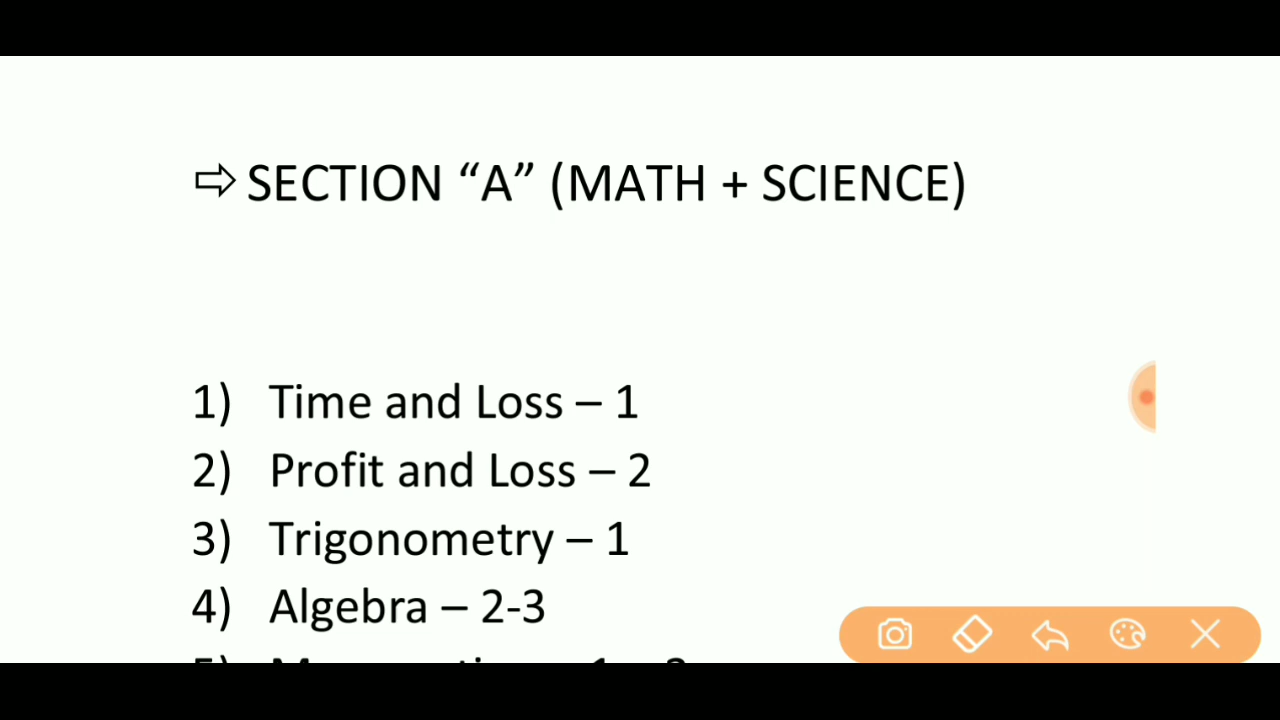 ⇨ SECTION “A” (MATH + SCIENCE)
1) Time and Loss – 1
2) Profit and Loss – 2
3) Trigonometry – 1
4) Algebra – 2-3